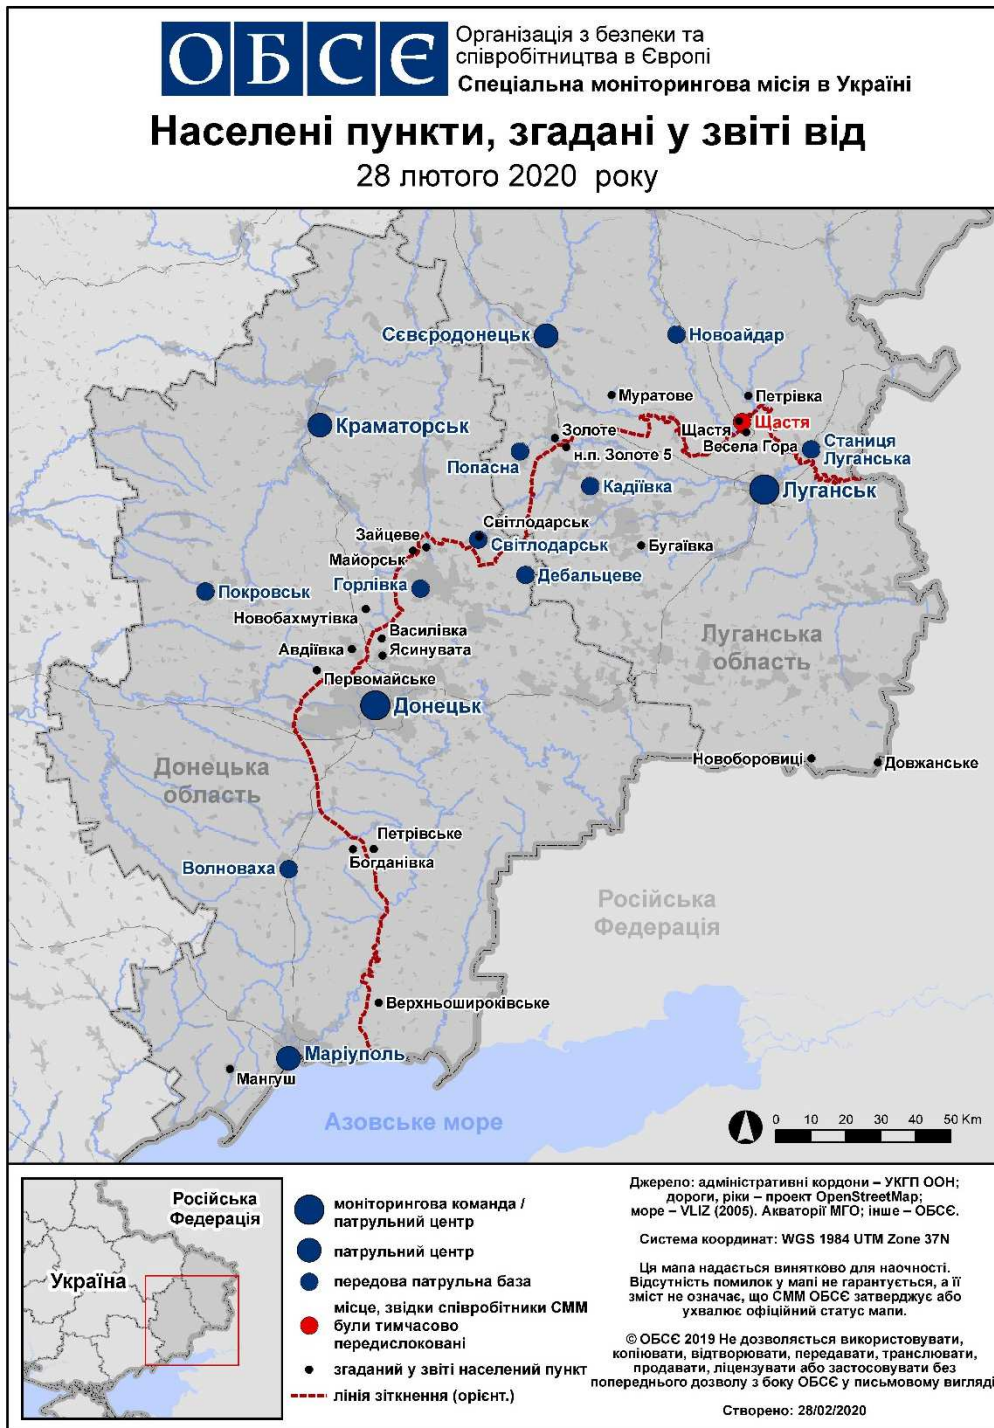 ОБСЄ
Організація з безпеки та
співробітництва в Європі
Спеціальна моніторингова місія в Україні
Населені пункти, згадані у звіті від
28 лютого 2020 року
Сєвєродонецьк
Новоайдар
Муратове
Петрівка
Краматорськ
Щастя
Щастя
Золоте
Весела Гора
Станиця
Луганська
н.п. Золоте 5
Попасна
Кадіївка
Луганськ
Світлодарськ
Зайцеве
Світлодарськ
Бугаївка
Майорськ
Дебальцеве
Горлівка
Покровськ
Новобахмутівка
Василівка
Луганська
область
Авдіївка
Ясинувата
Первомайське
Донецьк
Новоборовиці
Довжанське
Донецька
область
Петрівське
Богданівка
Волноваха
Російська
Федерація
Верхньошироківське
Маріуполь
Мангуш
Азовське море
0 10 20 30 40 50 Км
Російська
Федерація
Україна
моніторингова команда /
патрульний центр
патрульний центр
передова патрульна база
місце, звідки співробітники СММ
були тимчасово
передислоковані
згаданий у звіті населений пункт
лінія зіткнення (орієнт.)
Джерело: адміністративні кордони – УКГП ООН;
дороги, ріки – проект OpenStreetMap;
море – VLIZ (2005). Акваторії МГО; інше – ОБСЄ.
Система координат: WGS 1984 UTM Zone 37N
Ця мапа надається винятково для наочності.
Відсутність помилок у мапі не гарантується, а її
зміст не означає, що СММ ОБСЄ затверджує або
ухвалює офіційний статус мапи.
© ОБСЄ 2019 Не дозволяється використовувати,
копіювати, відтворювати, передавати, транслювати,
продавати, ліцензувати або застосовувати без
попереднього дозволу з боку ОБСЄ у письмовому вигляді
Створено: 28/02/2020